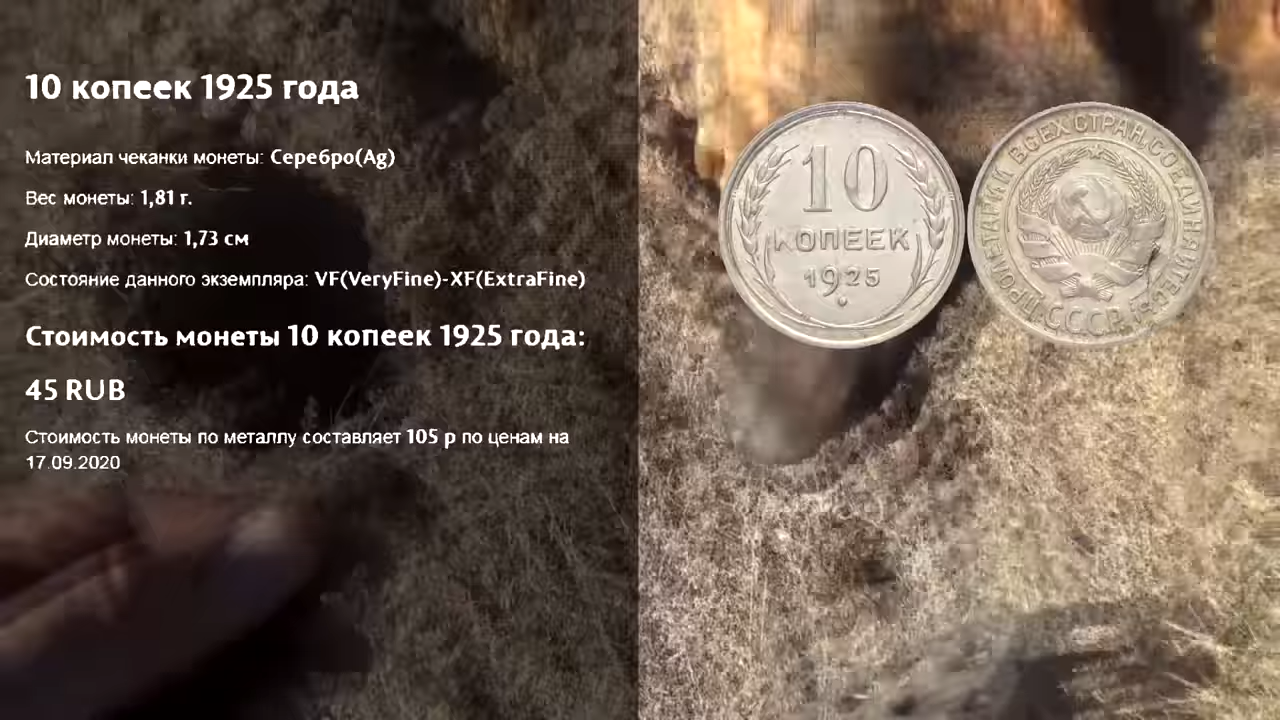 10 копеек 1925 года
Материал чеканки монеты: Серебро(Ag)
Вес монеты: 1,81 г.
Диаметр монеты: 1,73 см
Состояние данного экземпляра: VF(VeryFine)-XF(ExtraFine)
Стоимость монеты 10 копеек 1925 года:
45 RUB
Стоимость монеты по металлу составляет 105 р по ценам на
17.09.2020
10
КОПЕЕК
1925
ПРОЛЕТАРИИ ВСЕХ СТРАН, СОЕДИНЯЙТЕСЬ!
СССР